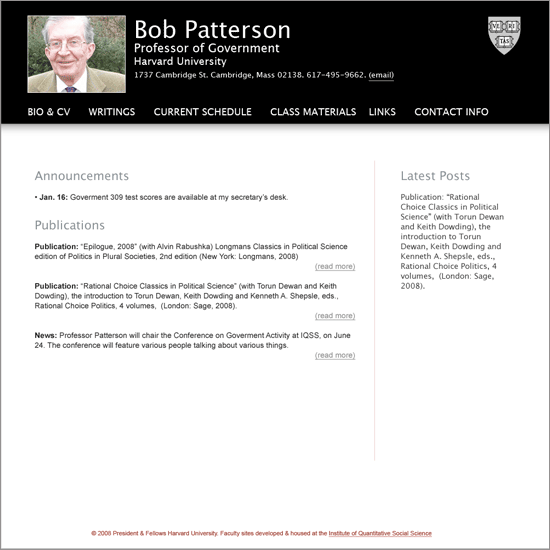 Bob Patterson
Professor of Government
Harvard University
1737 Cambridge St. Cambridge, Mass 02138. 617-495-9662. (email)
VE RI
TAS
BIO & CV WRITINGS CURRENT SCHEDULE CLASS MATERIALS LINKS CONTACT INFO
Announcements
• Jan. 16: Goverment 309 test scores are available at my secretary's desk.
Publications
Publication: “Epilogue, 2008” (with Alvin Rabushka) Longmans Classics in Political Science
edition of Politics in Plural Societies, 2nd edition (New York: Longmans, 2008)
(read more)
Publication: “Rational Choice Classics in Political Science” (with Torun Dewan and Keith
Dowding), the introduction to Torun Dewan, Keith Dowding and Kenneth A. Shepsle, eds.,
Rational Choice Politics, 4 volumes, (London: Sage, 2008).
(read more)
News: Professor Patterson will chair the Conference on Goverment Activity at IQSS, on June
24. The conference will feature various people talking about various things.
(read more)
Latest Posts
Publication: “Rational
Choice Classics in Political
Science” (with Torun Dewan
and Keith Dowding), the
introduction to Torun
Dewan, Keith Dowding and
Kenneth A. Shepsle, eds.,
Rational Choice Politics, 4
volumes, (London: Sage,
2008).
© 2008 President & Fellows Harvard University. Faculty sites developed & housed at the Institute of Quantitative Social Science